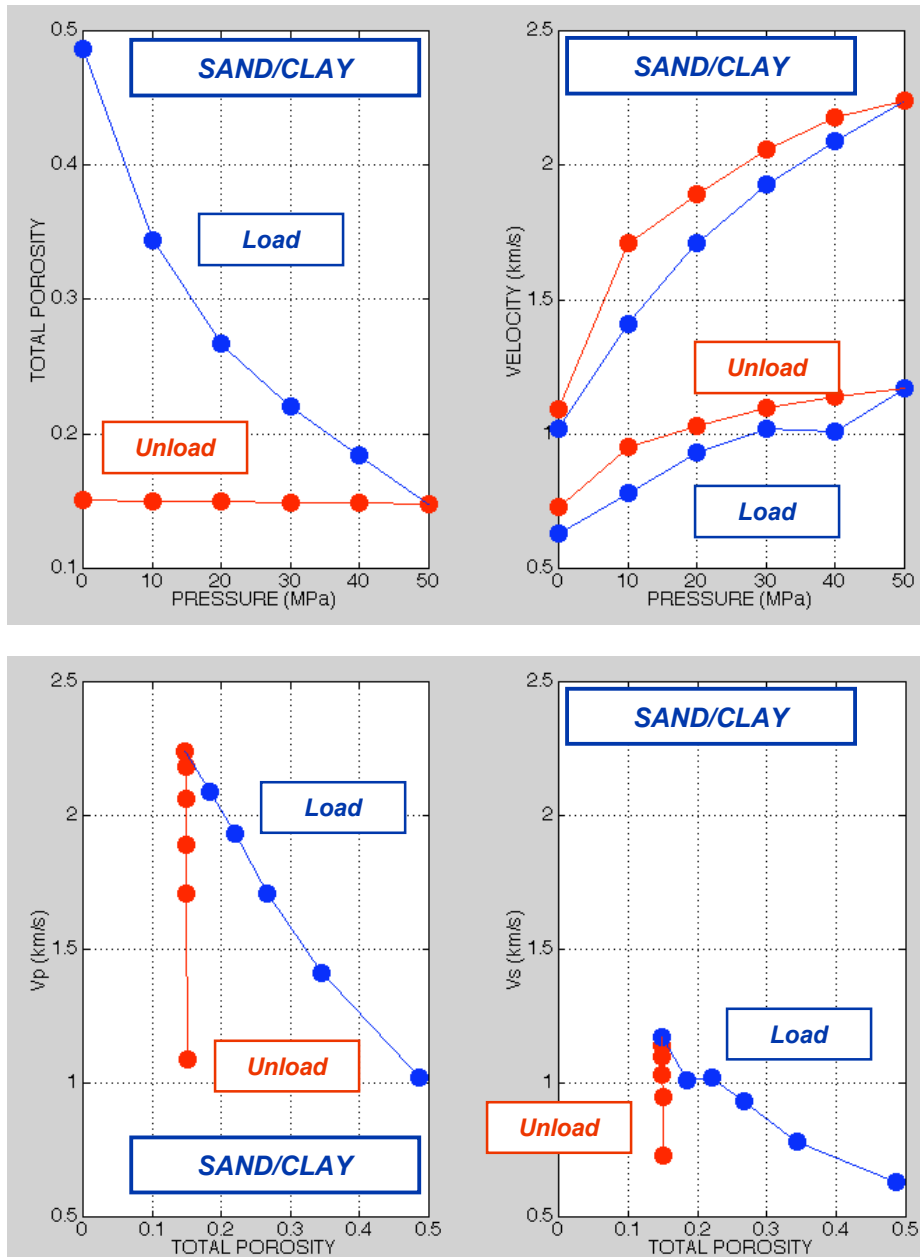 0.5
SAND/CLAY
0.4
Load
0.3
TOTAL POROSITY
0.2
Unload
0.1
0 10 20 30 40 50
PRESSURE (MPa)
2.5
SAND/CLAY
2
VELOCITY (km/s)
1.5
Unload
1
Load
0.5
0 10 20 30 40 50
PRESSURE (MPa)
2.5
2
Load
1.5
Vp (km/s)
1
Unload
SAND/CLAY
0.5
0 0.1 0.2 0.3 0.4 0.5
TOTAL POROSITY
2.5
SAND/CLAY
2
1.5
Vs (km/s)
Load
1
Unload
0.5
0 0.1 0.2 0.3 0.4 0.5
TOTAL POROSITY